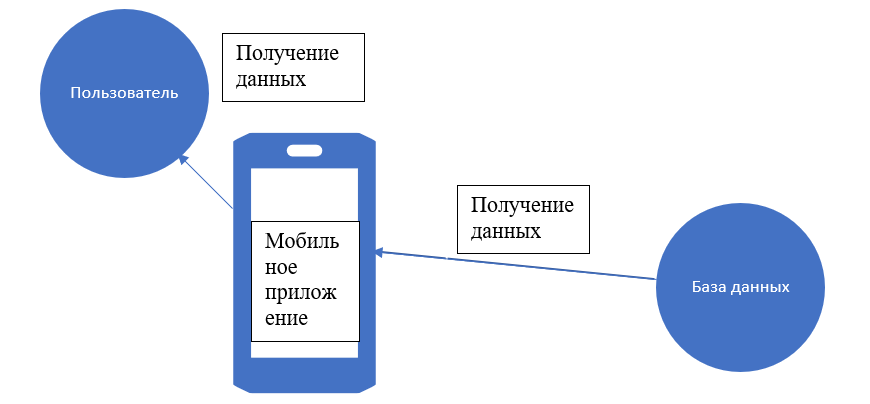 Пользователь
Получение
данных
Мобиль
ное
прилож
ение
Получение
данных
База данных